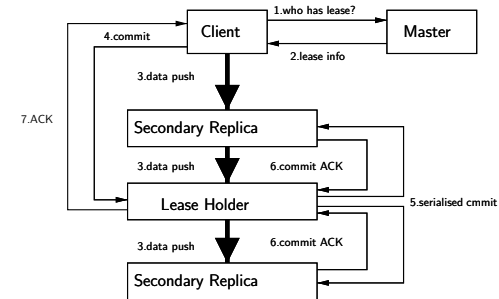 1.who has lease?
Client
Master
4.commit
2.lease info
3.data push
7.ACK
Secondary Replica
3.data push
6.commit ACK
Lease Holder
5.serialised cmmit
3.data push
6.commit ACK
Secondary Replica